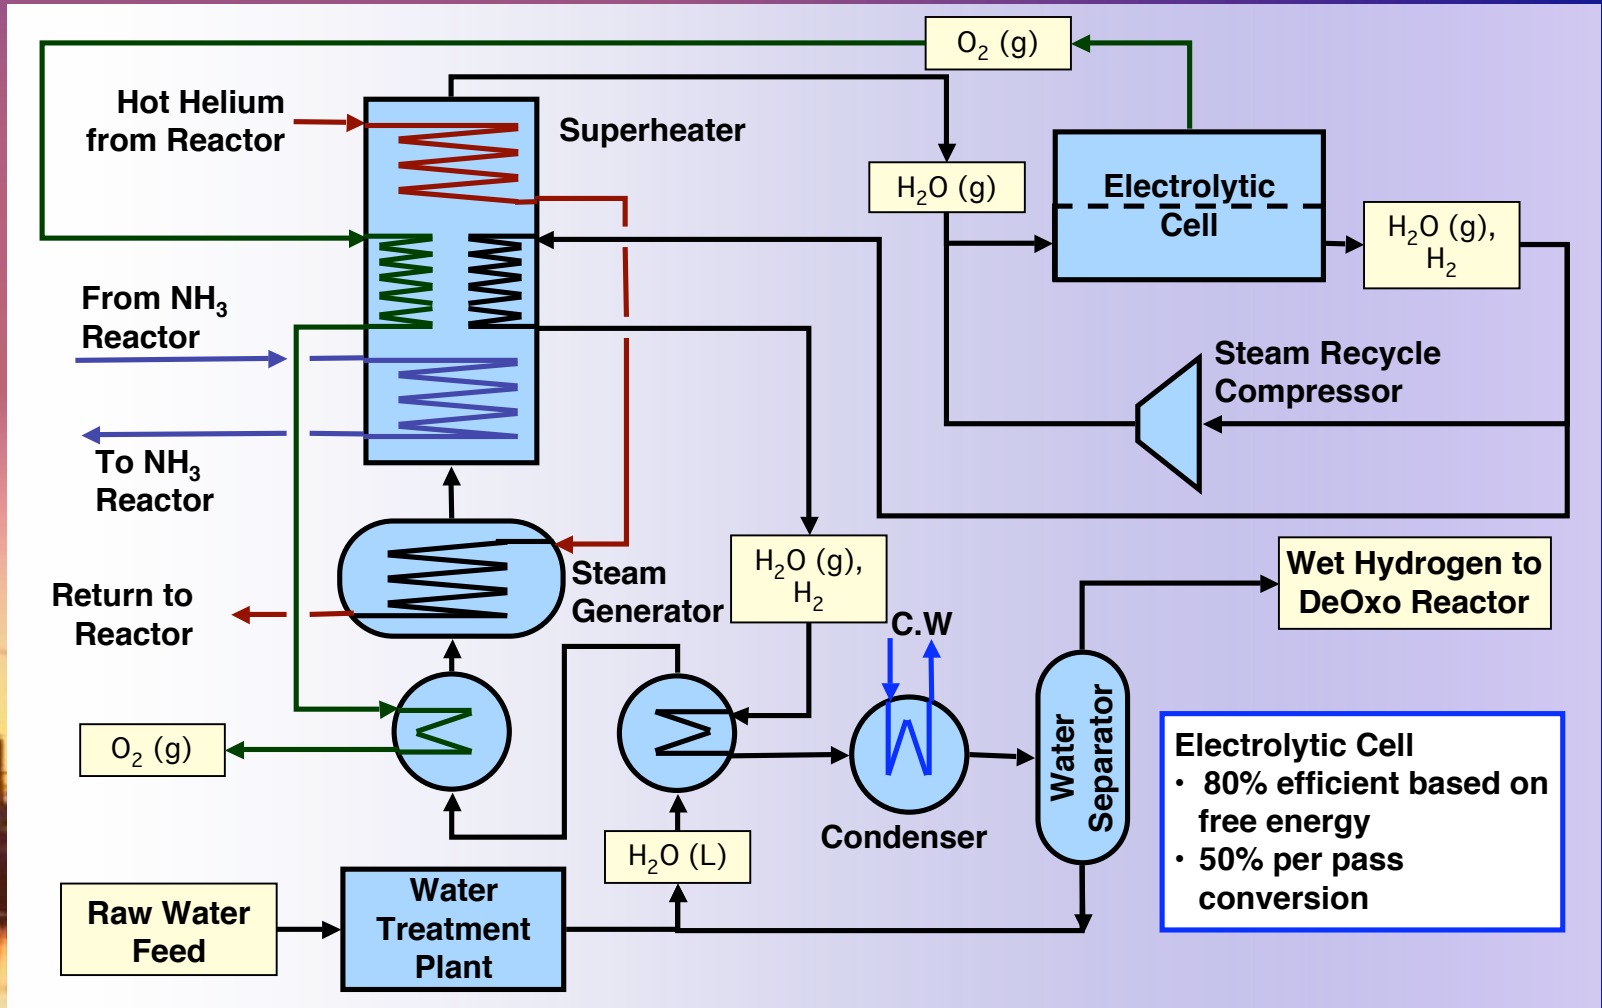 O₂ (g)
Hot Helium
from Reactor
Superheater
H₂O (g)
Electrolytic
Cell
H₂O (g),
H₂
From NH₃
Reactor
Steam Recycle
Compressor
To NH₃
Reactor
H₂O (g),
H₂
Wet Hydrogen to
DeOxo Reactor
Steam
Generator
Return to
Reactor
C.W
O₂ (g)
Water
Separator
Electrolytic Cell
• 80% efficient based on
free energy
• 50% per pass
conversion
Condenser
H₂O (L)
Raw Water
Feed
Water
Treatment
Plant